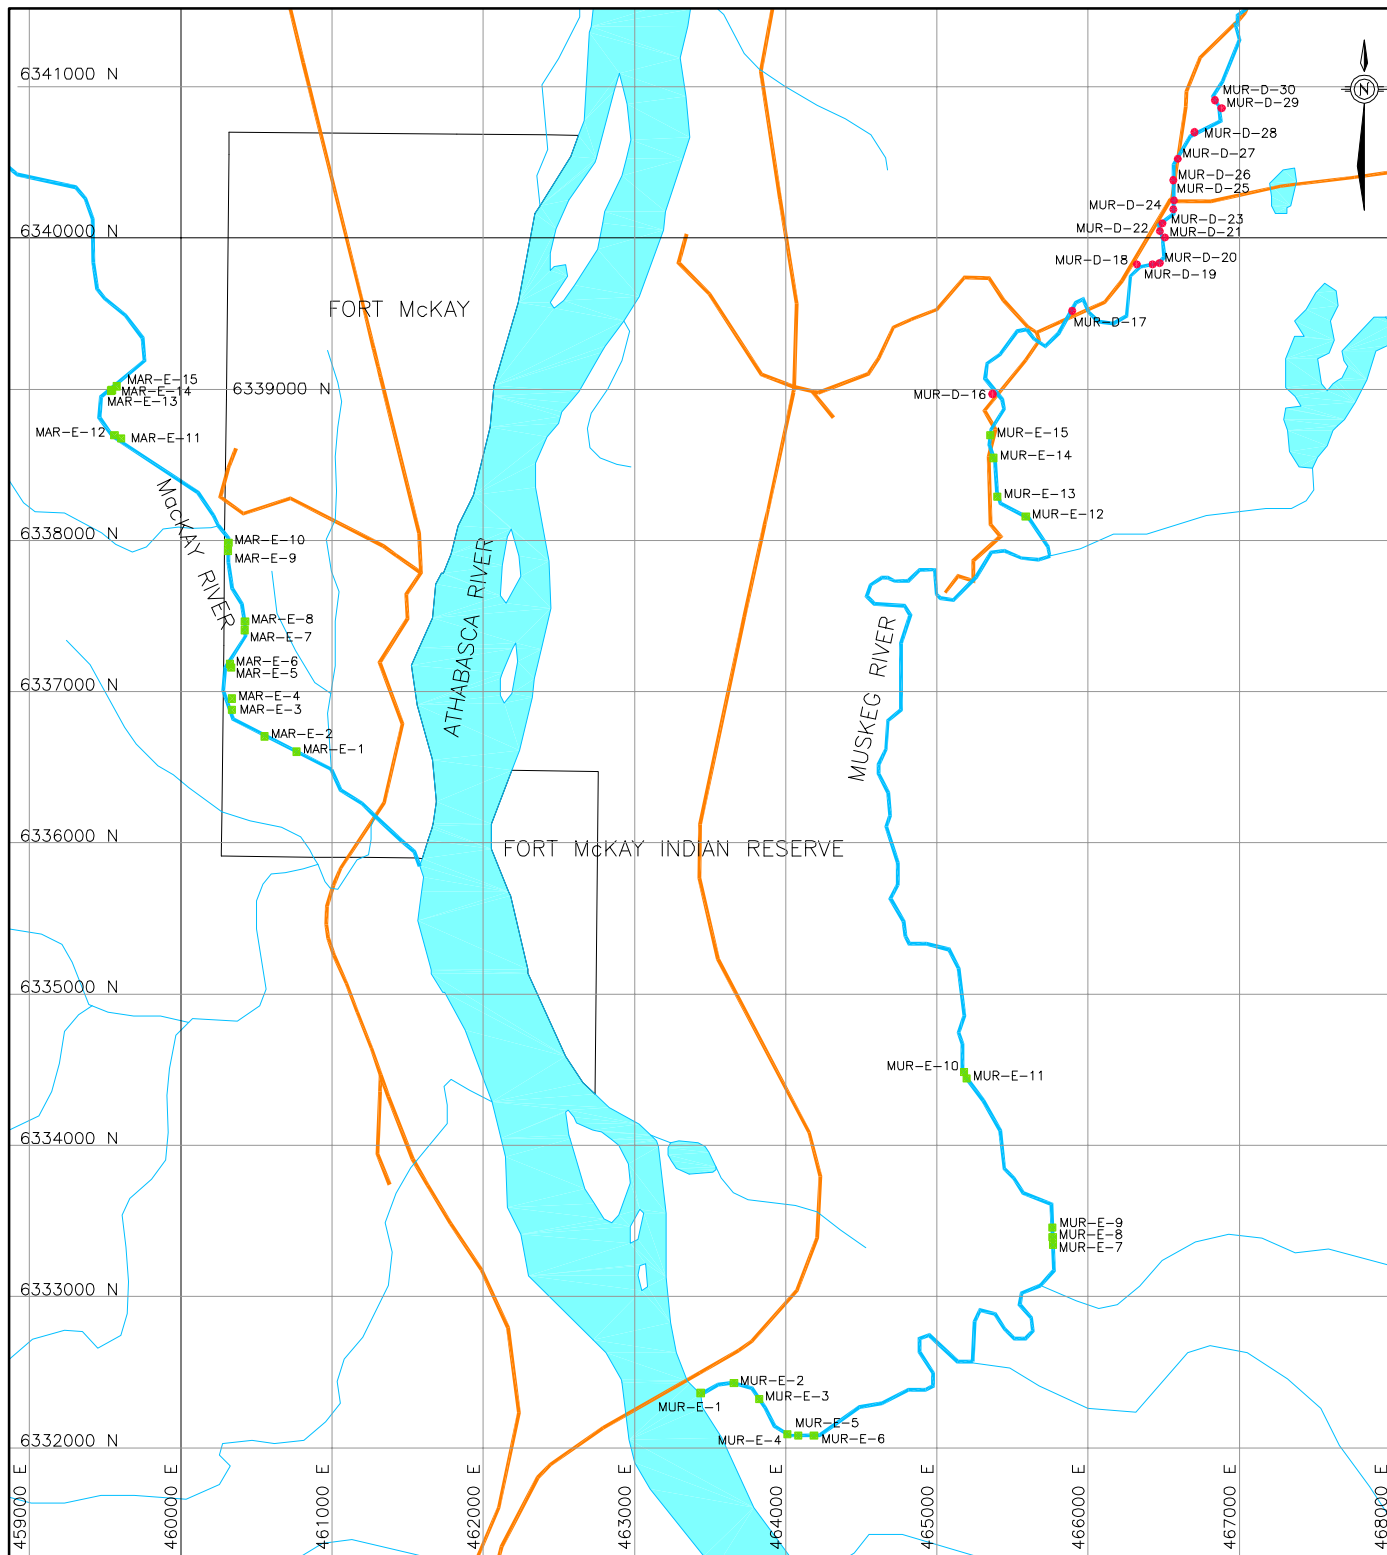 6341000 N
MUR-D-30
MUR-D-29
N
MUR-D-28
MUR-D-27
MUR-D-26
MUR-D-25
MUR-D-24
MUR-D-23
MUR-D-22
MUR-D-21
6340000 N
MUR-D-20
MUR-D-18
MUR-D-19
FORT McKAY
MUR-D-17
MAR-E-15
MAR-E-14
MAR-E-13
6339000 N
MUR-D-16
MAR-E-12
MAR-E-11
MUR-E-15
MUR-E-14
MUR-E-13
MUR-E-12
MacKAY RIVER
6338000 N
MAR-E-10
MAR-E-9
ATHABASCA RIVER
MAR-E-8
MAR-E-7
MUSKEG RIVER
MAR-E-6
MAR-E-5
6337000 N
MAR-E-4
MAR-E-3
MAR-E-2
MAR-E-1
6336000 N
FORT McKAY INDIAN RESERVE
6335000 N
MUR-E-10
MUR-E-11
6334000 N
MUR-E-9
MUR-E-8
MUR-E-7
6333000 N
MUR-E-2
MUR-E-3
MUR-E-1
MUR-E-5
MUR-E-4
MUR-E-6
6332000 N
459000 E
460000 E
461000 E
462000 E
463000 E
464000 E
465000 E
466000 E
467000 E
468000 E